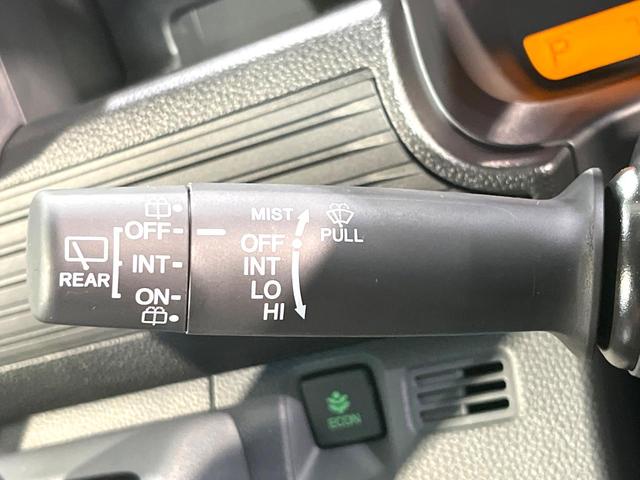 P
MIST
OFF
PULL
OFF
INT
INT
REAR
LO
ON
HI
ECON